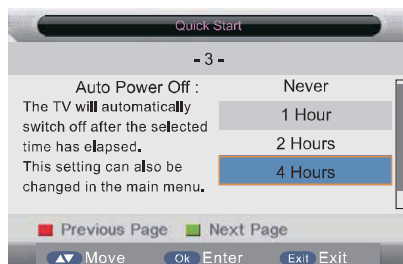 Quick Start
- 3 -
Auto Power Off :
The TV will automatically
switch off after the selected
time has elapsed.
This setting can also be
changed in the main menu.
Never
1 Hour
2 Hours
4 Hours
Previous Page Next Page
Move Ok Enter Exit Exit